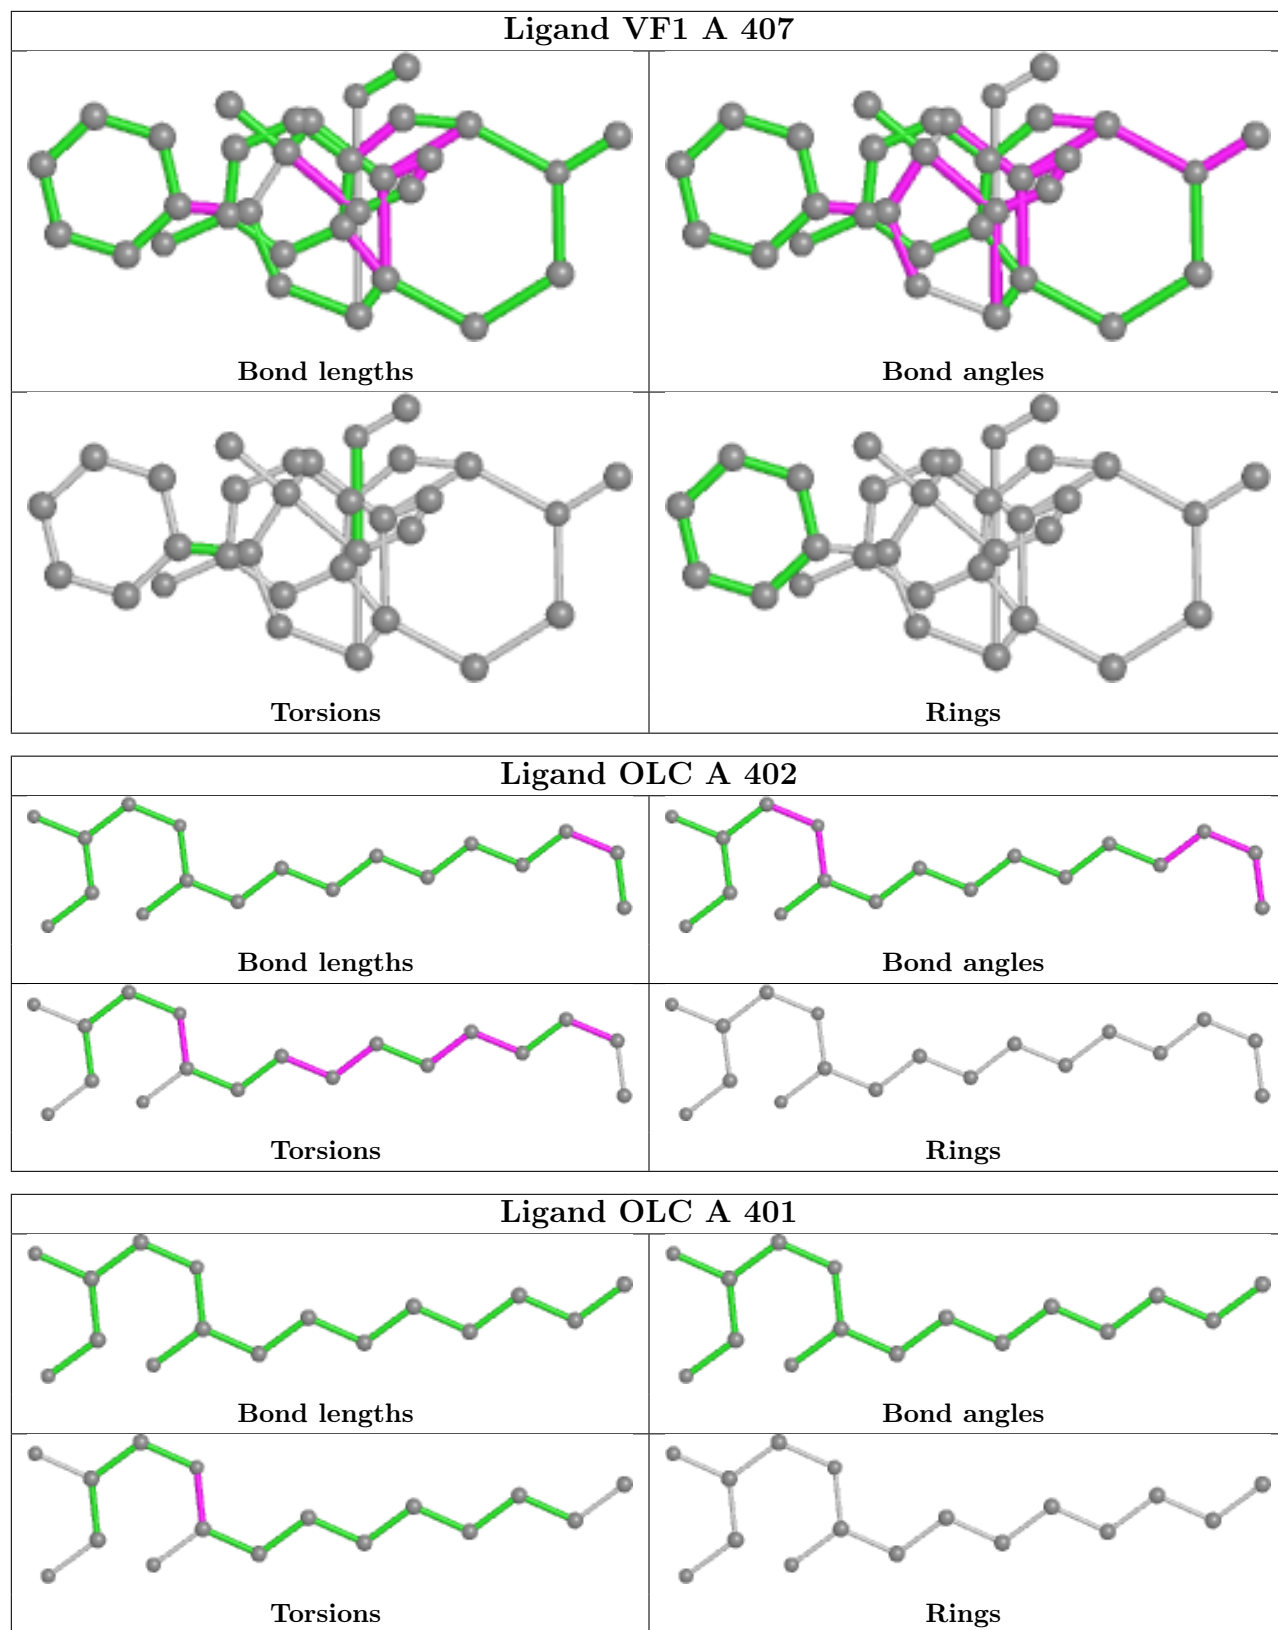 Ligand VF1 A 407
Bond lengths
Bond angles
Torsions
Rings
Ligand OLC A 402
Bond lengths
Bond angles
Torsions
Rings
Ligand OLC A 401
Bond lengths
Bond angles
Torsions
Rings